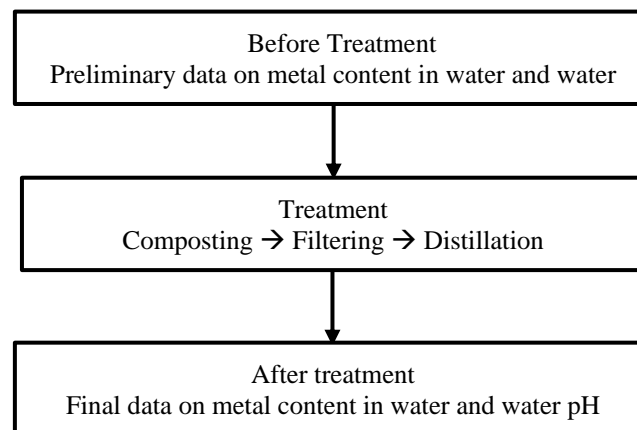 Before Treatment
Preliminary data on metal content in water and water
Treatment
Composting → Filtering → Distillation
After treatment
Final data on metal content in water and water pH